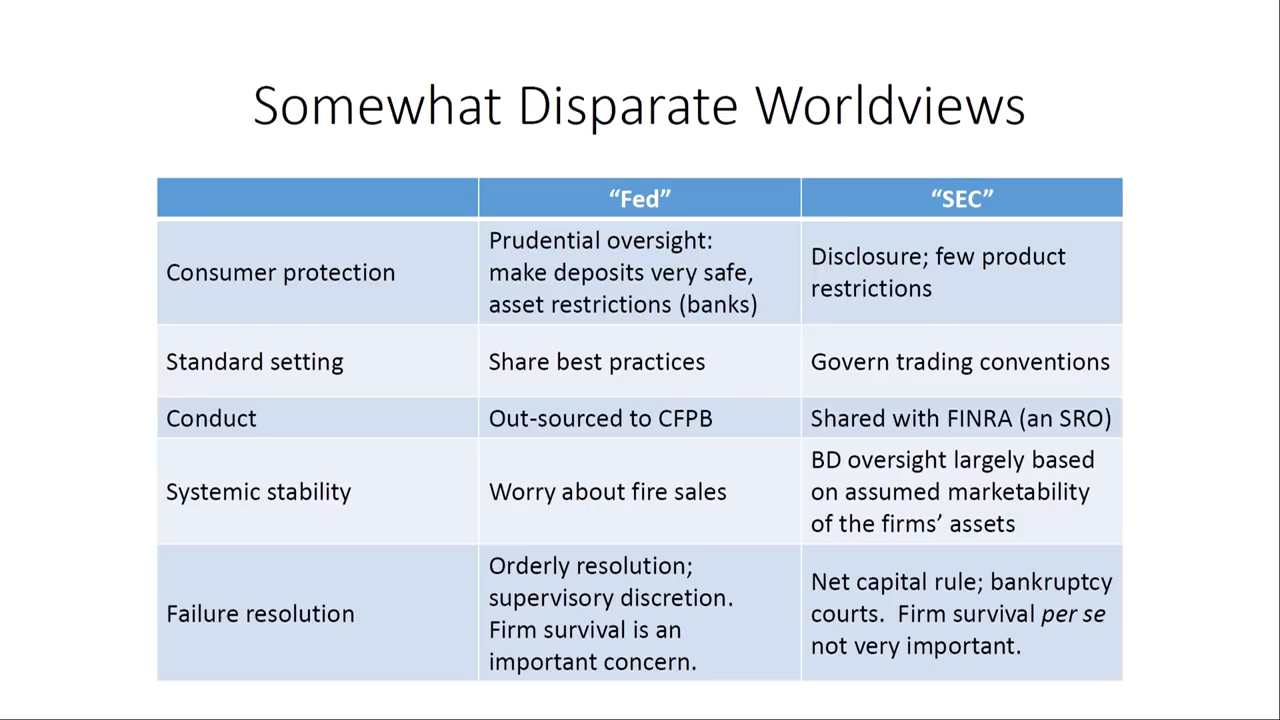 Somewhat Disparate Worldviews
“Fed”
“SEC”
Consumer protection
Prudential oversight:
make deposits very safe,
asset restrictions (banks)
Disclosure; few product
restrictions
Standard setting
Share best practices
Govern trading conventions
Conduct
Out-sourced to CFPB
Shared with FINRA (an SRO)
Systemic stability
Worry about fire sales
BD oversight largely based
on assumed marketability
of the firms’ assets
Failure resolution
Orderly resolution;
supervisory discretion.
Firm survival is an
important concern.
Net capital rule; bankruptcy
courts.  Firm survival per se
not very important.